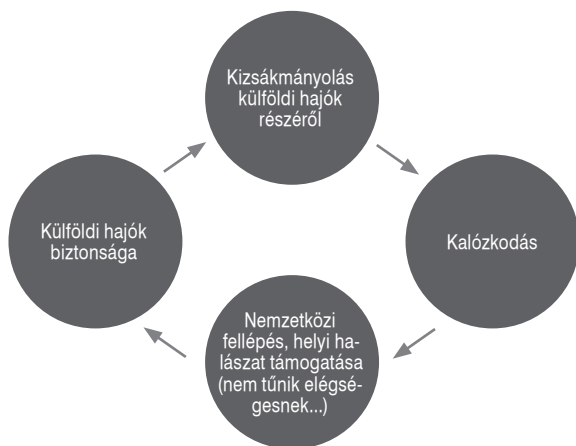 Kizsákmányolás
külföldi hajók
részéről
Külföldi hajók
biztonsága
Kalózkodás
Nemzetközi
fellépés, helyi ha-
lászat támogatása
(nem tűnik elégsé-
gesnek...)